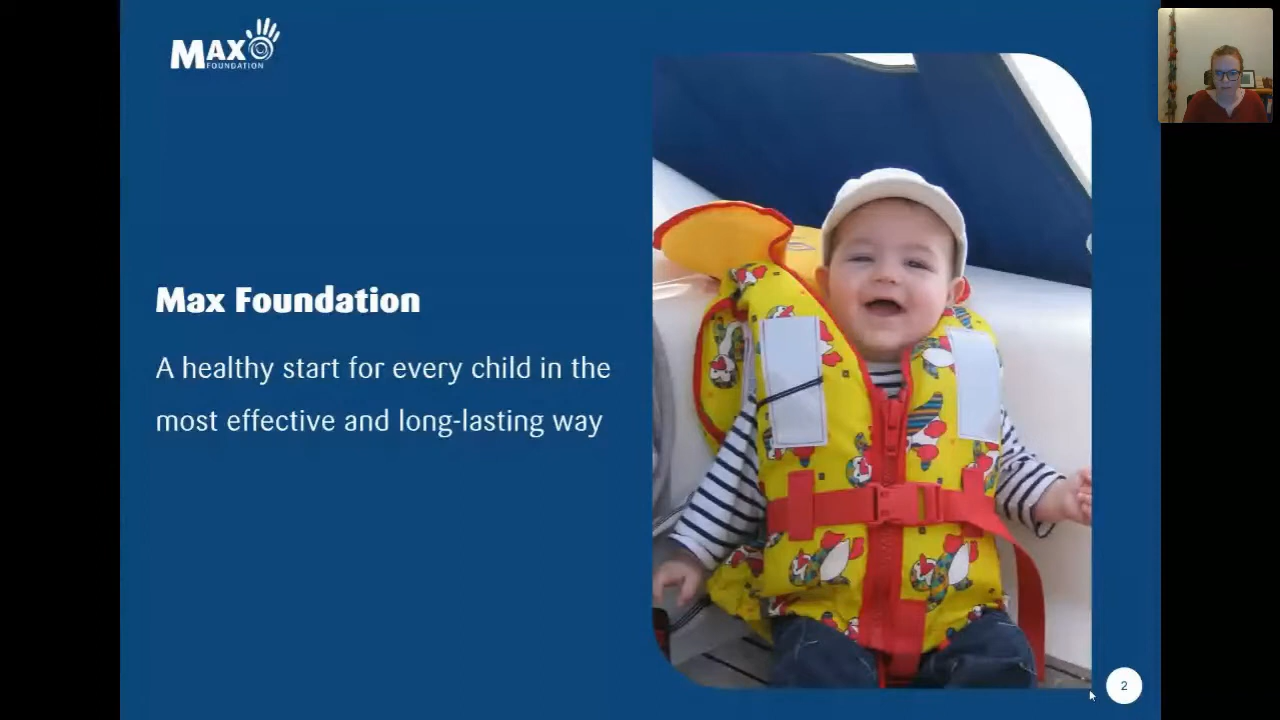 MAX
FOUNDATION
Max Foundation
A healthy start for every child in the
most effective and long-lasting way
2